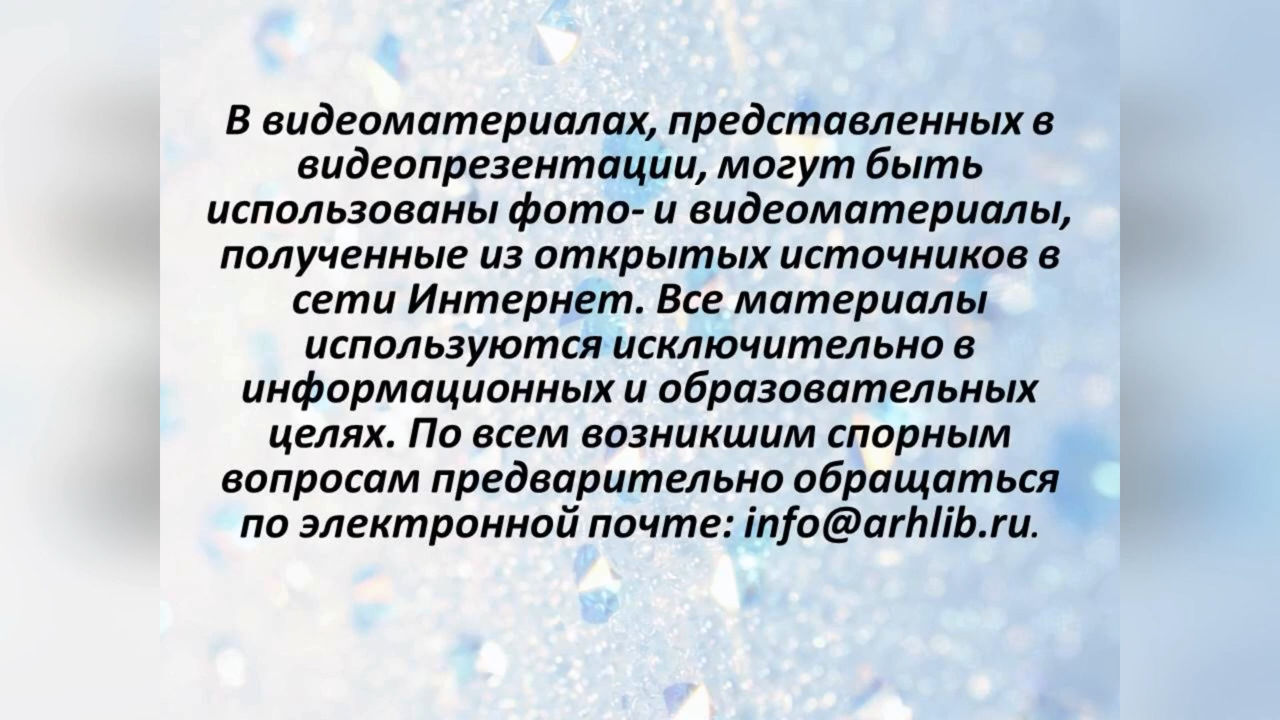 В видеоматериалах, представленных в
видеопрезентации, могут быть
использованы фото- и видеоматериалы,
полученные из открытых источников в
сети Интернет. Все материалы
используются исключительно в
информационных и образовательных
целях. По всем возникшим спорным
вопросам предварительно обращаться
по электронной почте: info@arhlib.ru.